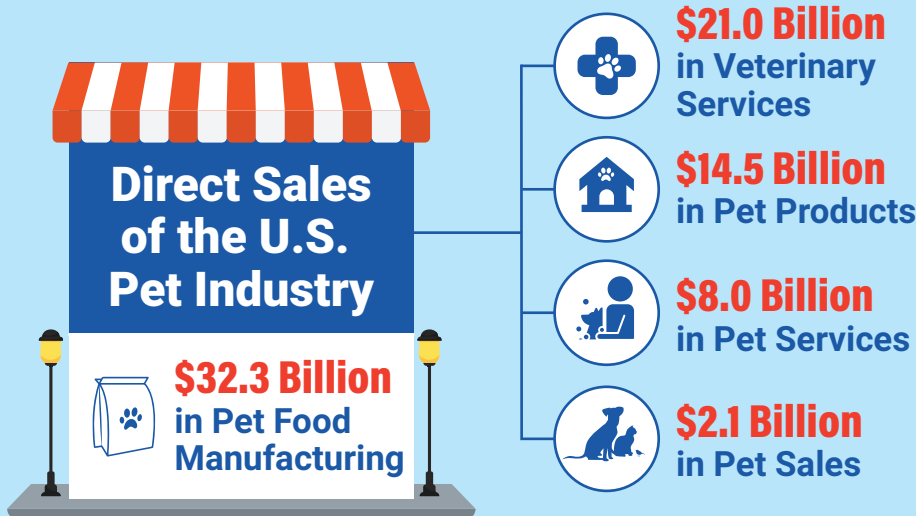 Direct Sales
of the U.S.
Pet Industry
$32.3 Billion
in Pet Food
Manufacturing
$21.0 Billion
in Veterinary
Services
$14.5 Billion
in Pet Products
$8.0 Billion
in Pet Services
$2.1 Billion
in Pet Sales